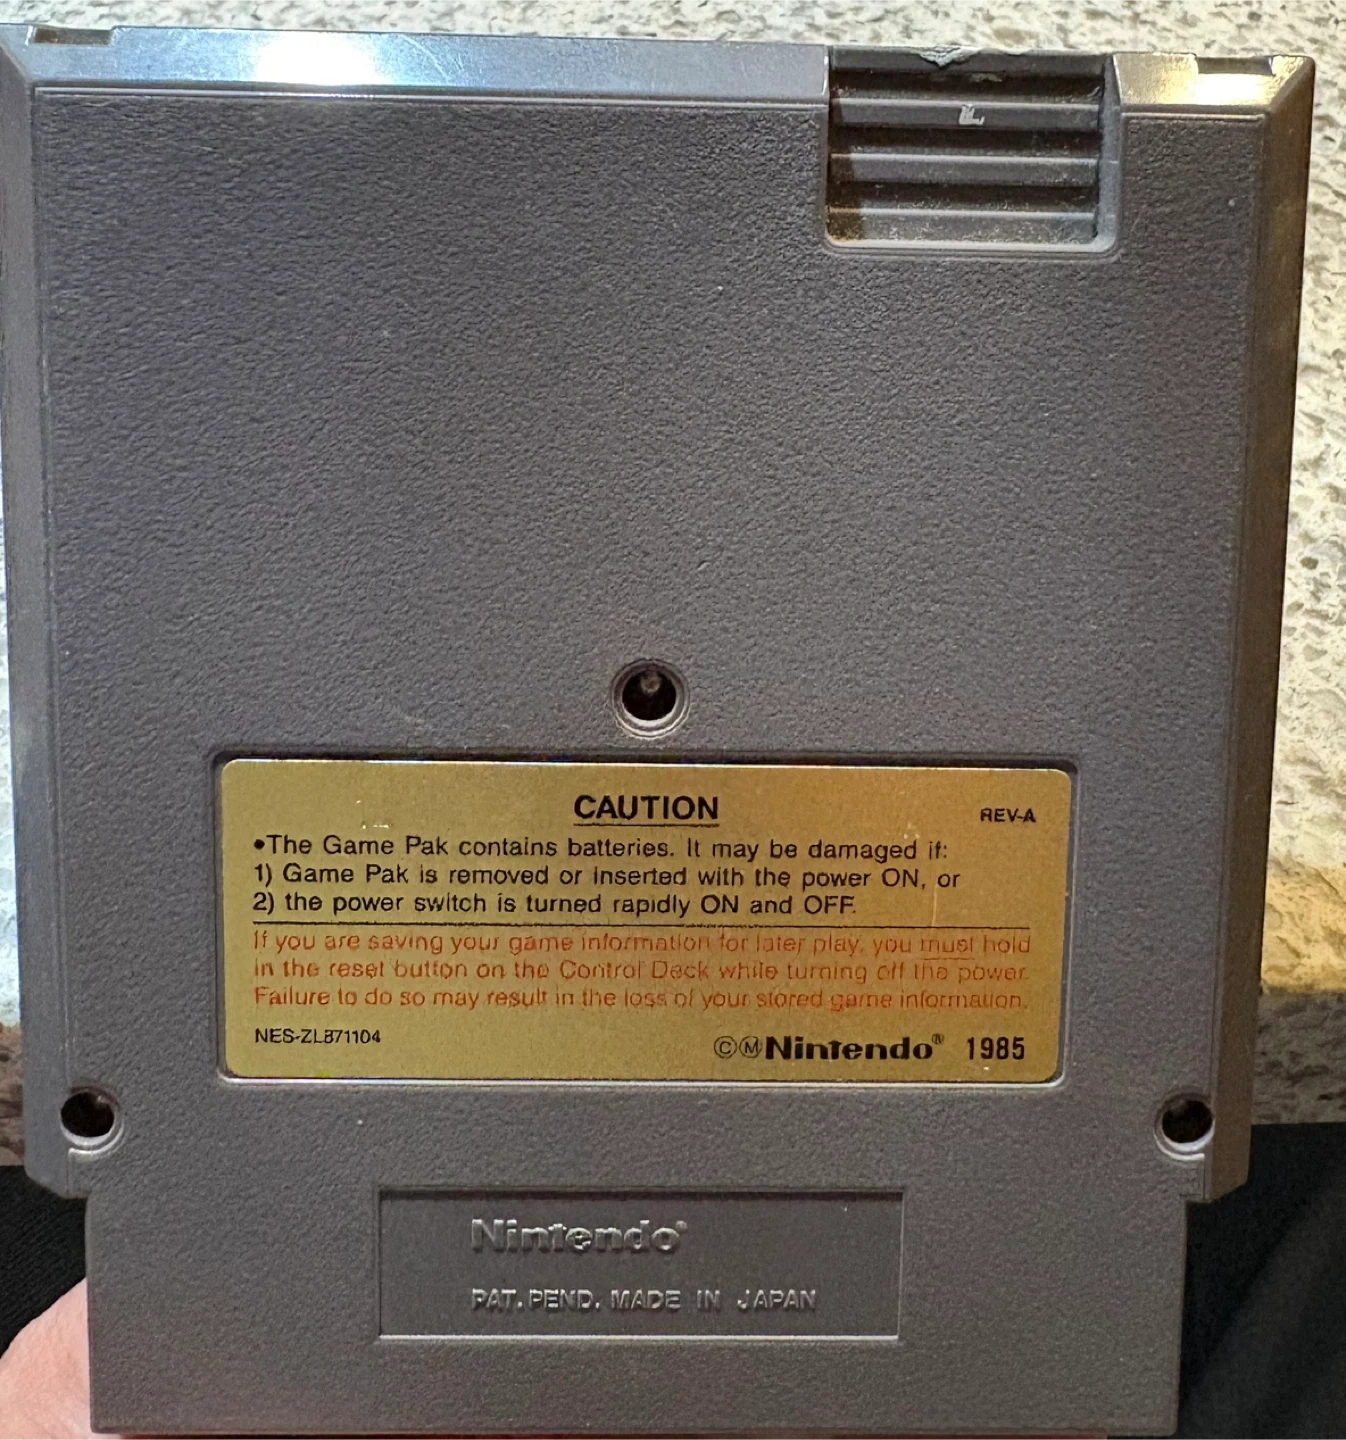 L
CAUTION
REV-A
•The Game Pak contains batteries. It may be damaged if:
1) Game Pak is removed or inserted with the power ON, or
2) the power switch is turned rapidly ON and OFF.
If you are saving your game information for later play, you must hold
in the reset button on the Control Deck while turning off the power.
Failure to do so may result in the loss of your stored game information.
NES-ZL871104
©ⓂNintendo® 1985
Nintendo®
PAT. PEND. MADE IN JAPAN